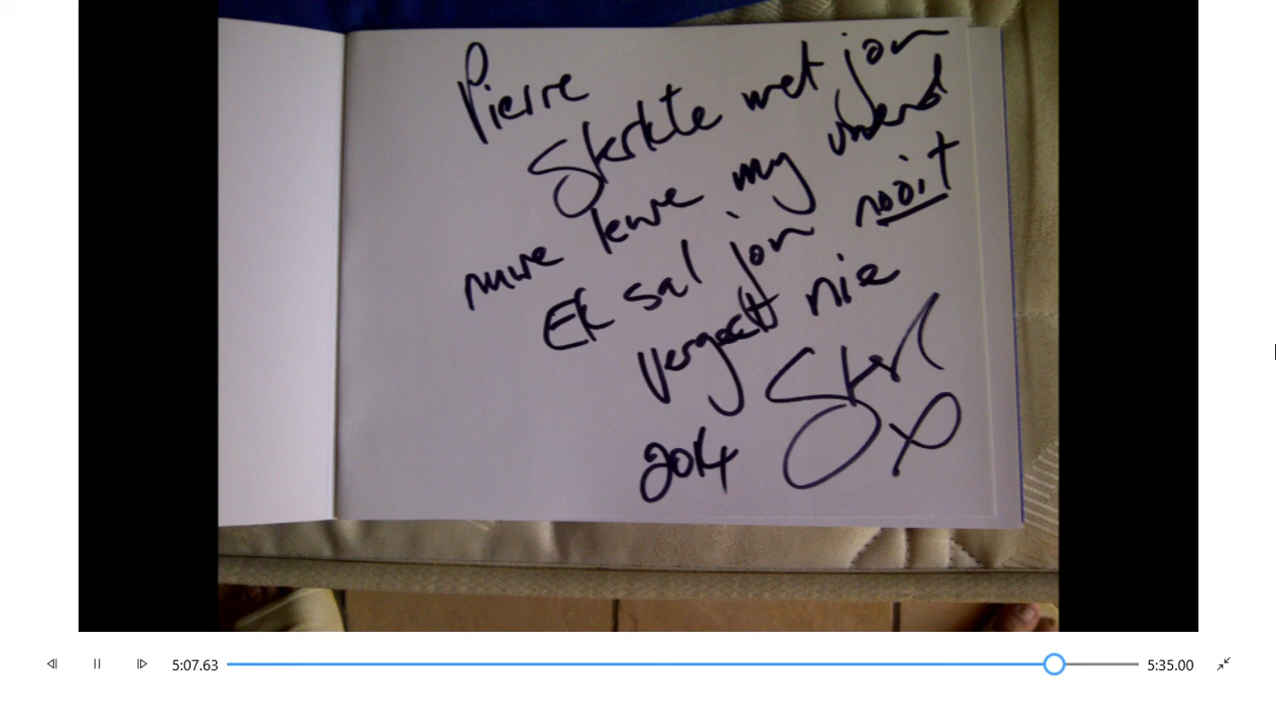 Pierre
Sterkte met jou
nuwe lewe my vriend
Ek sal jou nooit
vergeet nie
2014
5:07.63
5:35.00